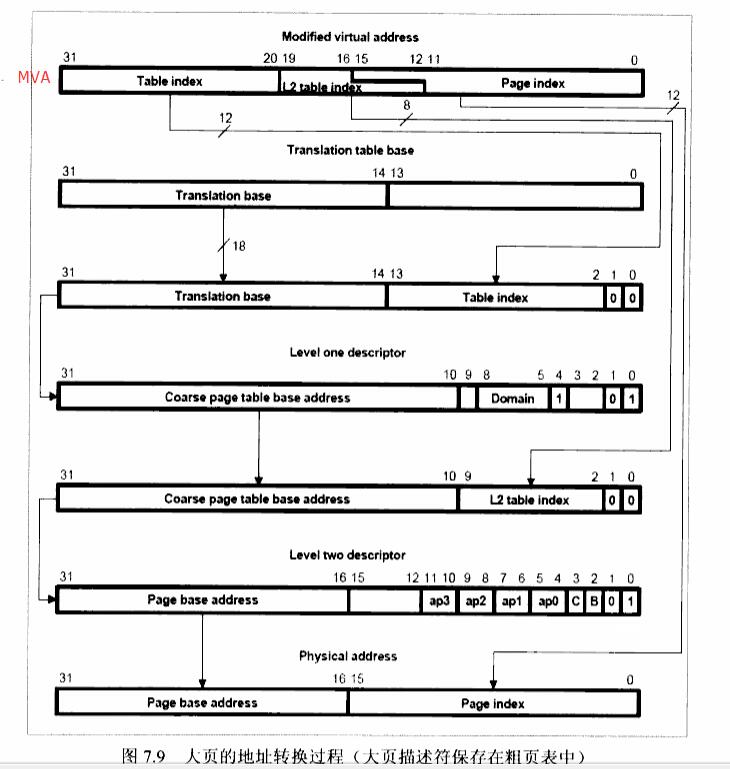 Modified virtual address
31 20 19 16 15 12 11 0
MVA Table index L2 table index Page index
12
8
12
Translation table base
31 14 13 0
Translation base
18
31 14 13 2 1 0
Translation base Table index 0 0
Level one descriptor
31 10 9 8 5 4 3 2 1 0
Coarse page table base address Domain 1 0 1
31 10 9 2 1 0
Coarse page table base address L2 table index 0 0
Level two descriptor
31 16 15 12 11 10 9 8 7 6 5 4 3 2 1 0
Page base address ap3 ap2 ap1 ap0 C B 0 1
Physical address
31 16 15 0
Page base address Page index
图 7.9 大页的地址转换过程（大页描述符保存在粗页表中）